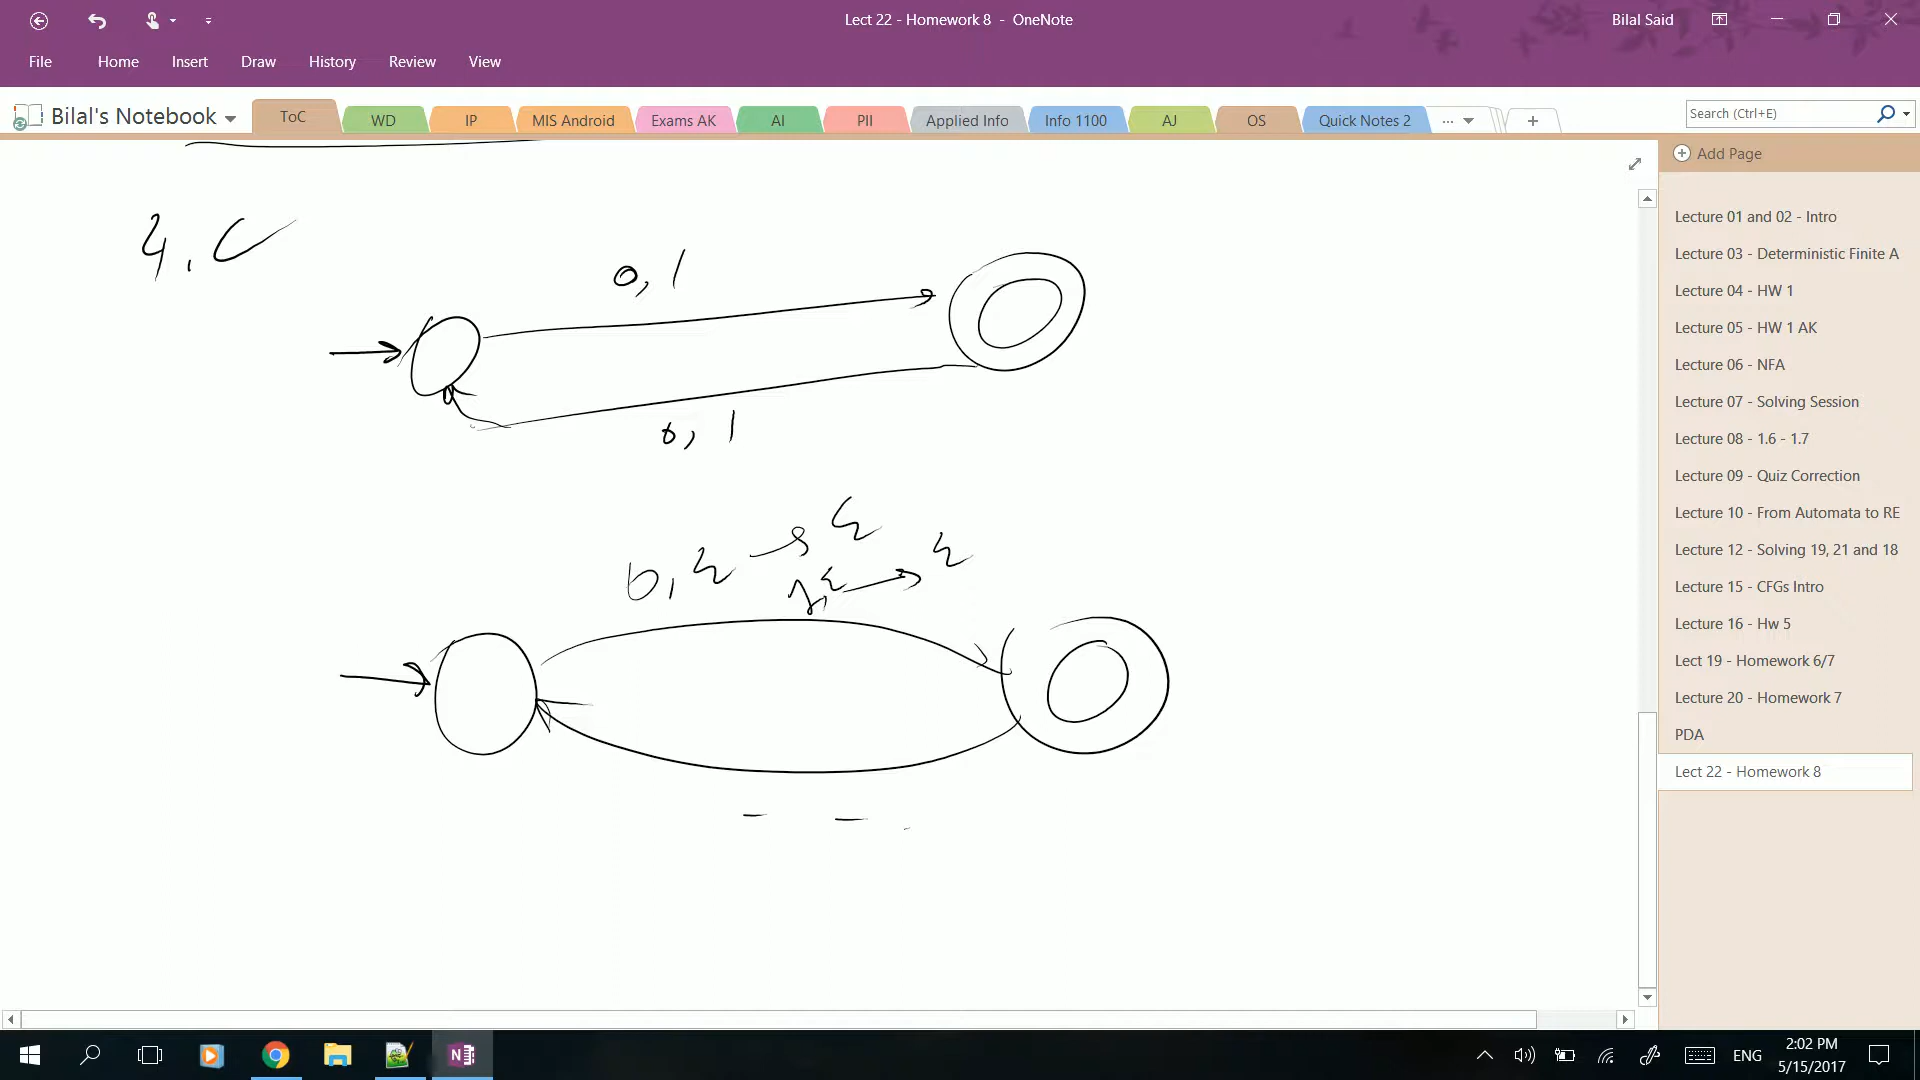 Lect 22 - Homework 8 - OneNote
Bilal Said
File Home Insert Draw History Review View
Bilal's Notebook
ToC WD IP MIS Android Exams AK AI PII Applied Info Info 1100 AJ OS Quick Notes 2 ...
Search (Ctrl+E)
Add Page
Lecture 01 and 02 - Intro
Lecture 03 - Deterministic Finite A
Lecture 04 - HW 1
Lecture 05 - HW 1 AK
Lecture 06 - NFA
Lecture 07 - Solving Session
Lecture 08 - 1.6 - 1.7
Lecture 09 - Quiz Correction
Lecture 10 - From Automata to RE
Lecture 12 - Solving 19, 21 and 18
Lecture 15 - CFGs Intro
Lecture 16 - Hw 5
Lect 19 - Homework 6/7
Lecture 20 - Homework 7
PDA
Lect 22 - Homework 8
4. C
0, 1
0, 1
0, ε → ε
1, ε → ε
- -
N
ENG
2:02 PM
5/15/2017